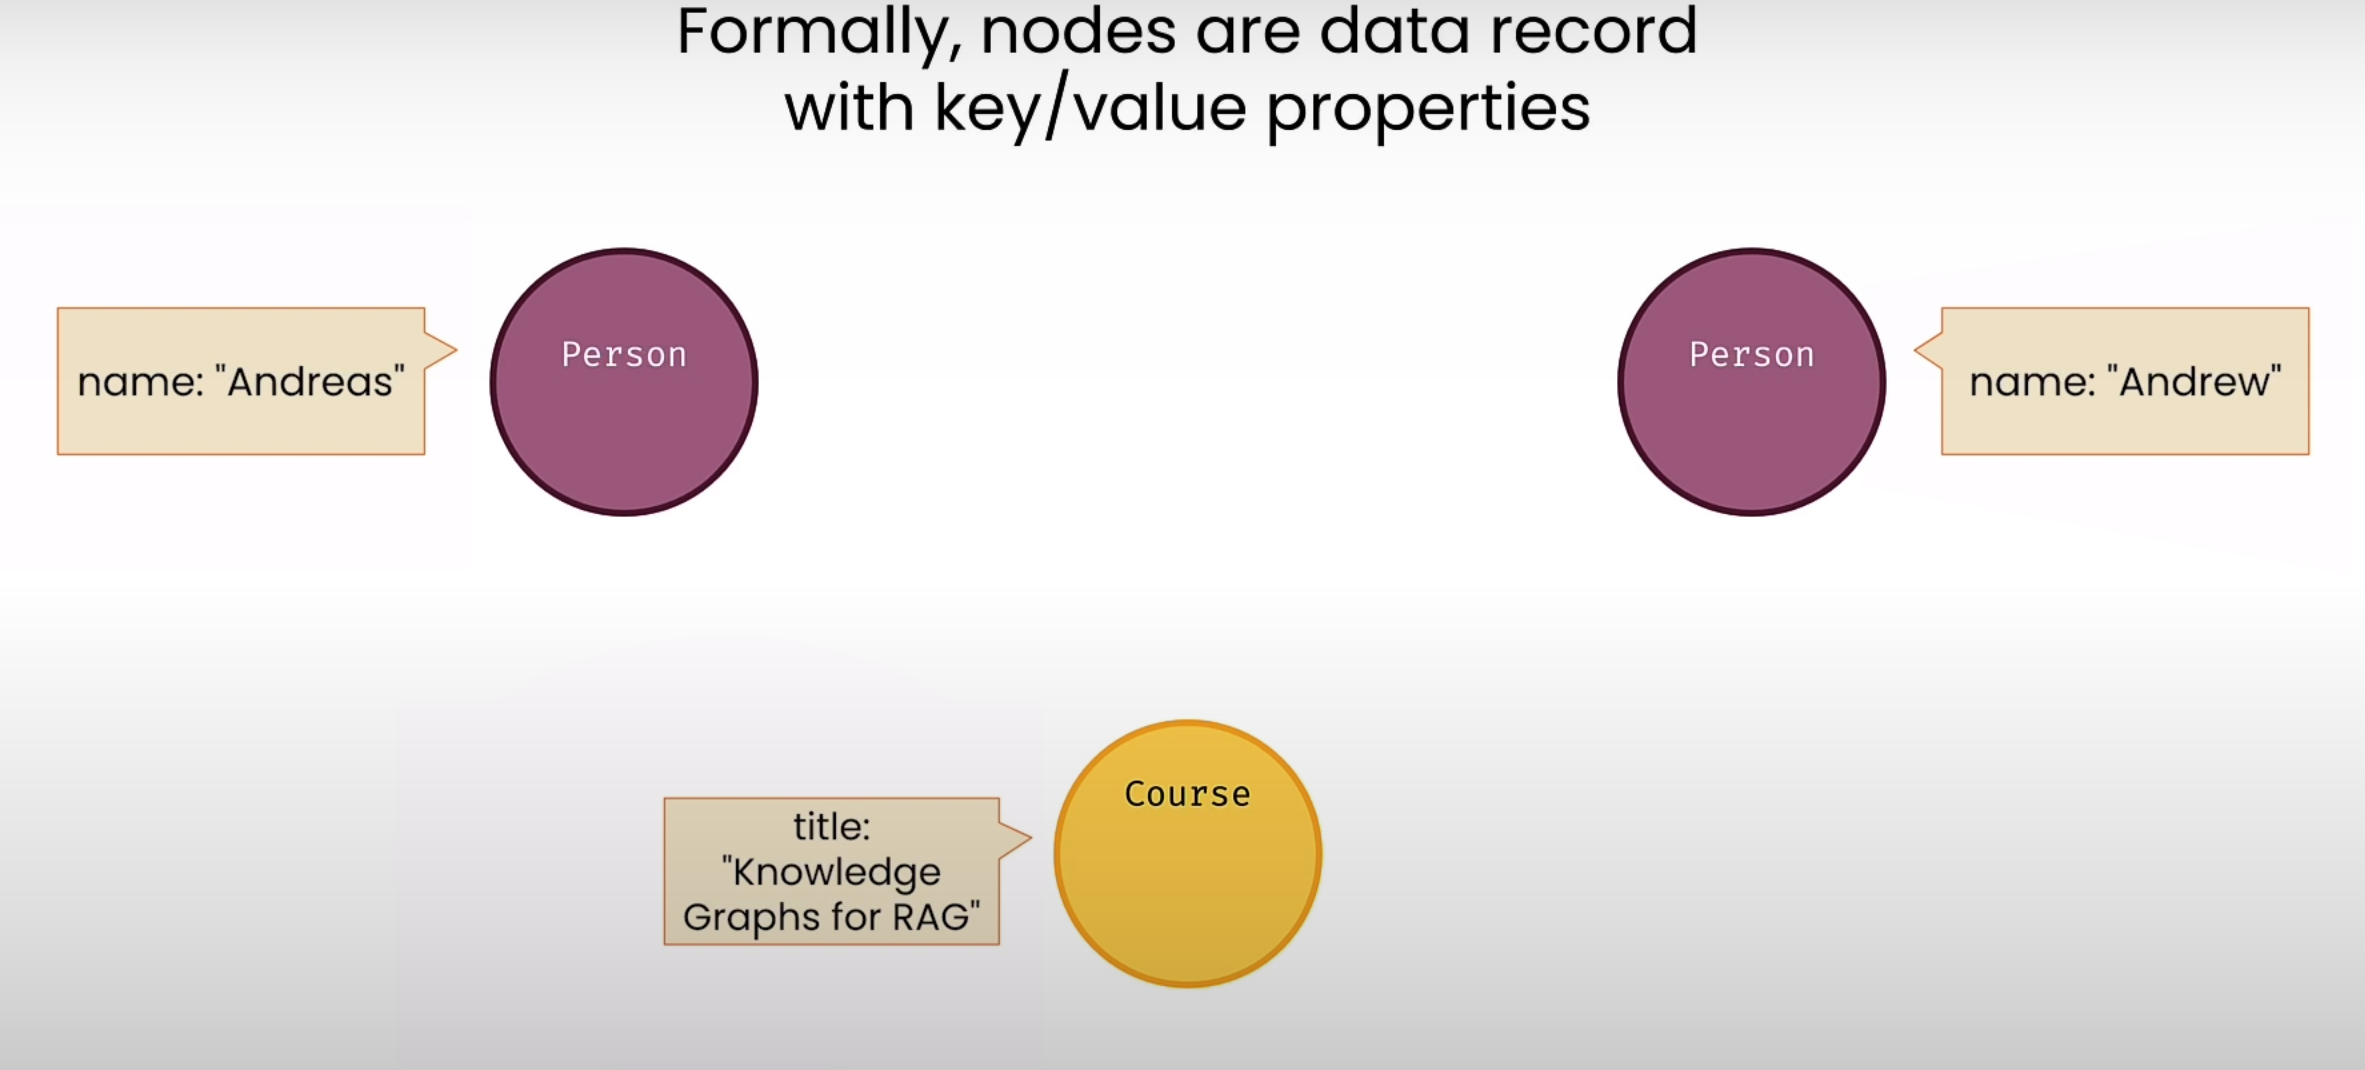 Formally, nodes are data record
with key/value properties
name: "Andreas"
Person
Person
name: "Andrew"
Course
title:
"Knowledge
Graphs for RAG"